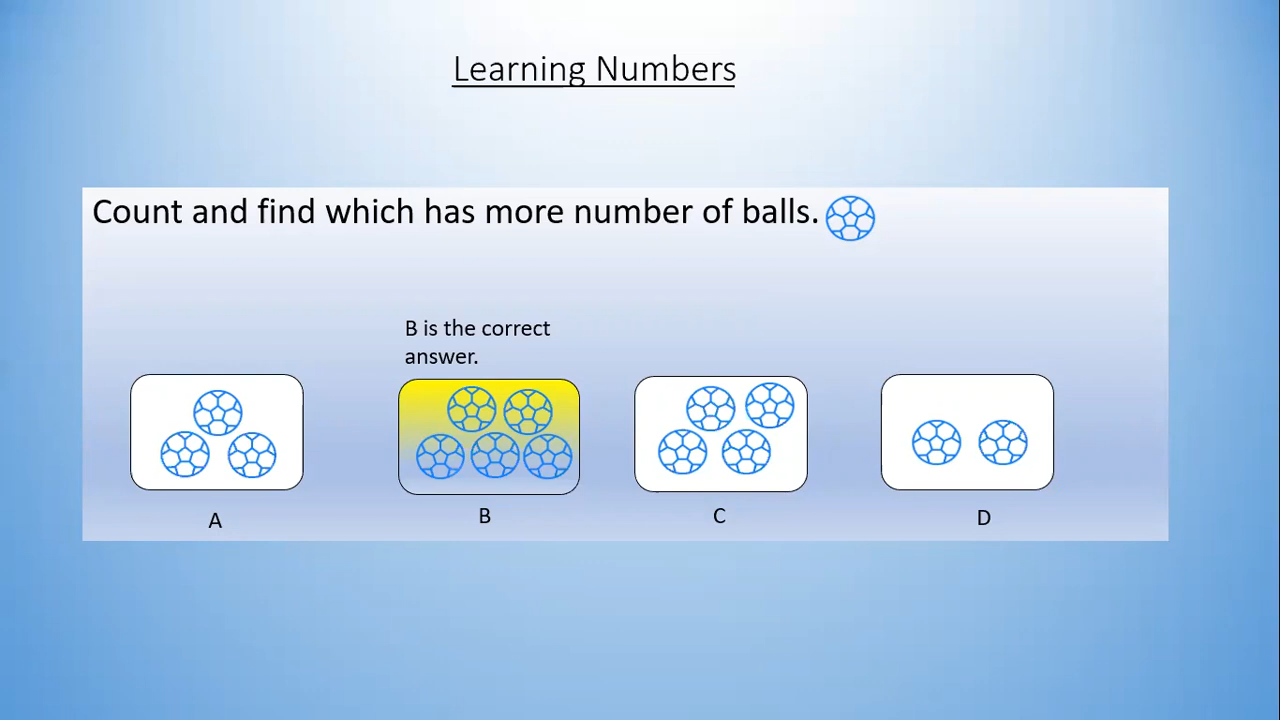 Learning Numbers
Count and find which has more number of balls.
B is the correct
answer.
A
B
C
D